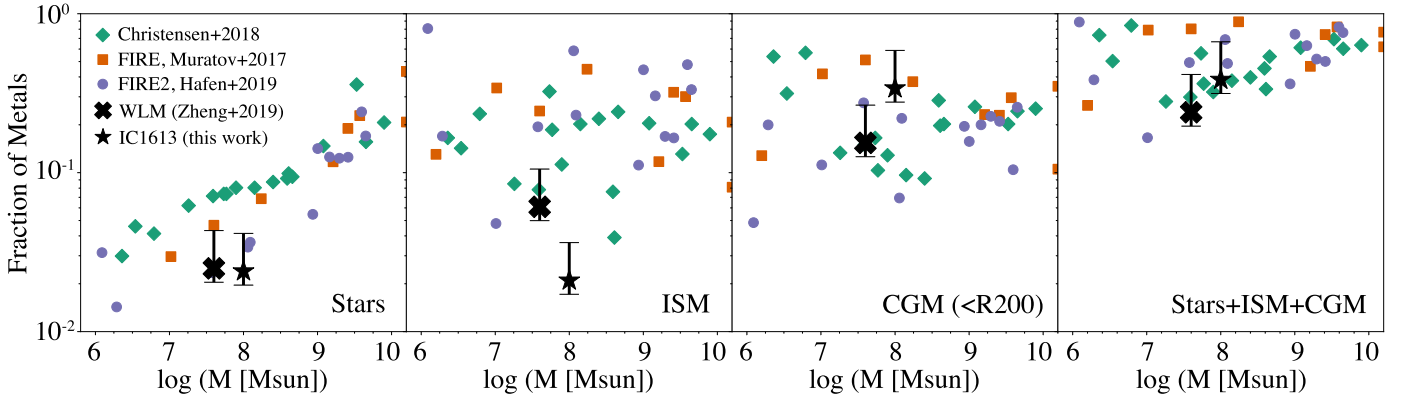 Fraction of Metals
10⁰
10⁻¹
10⁻²
Christensen+2018
FIRE, Muratov+2017
FIRE2, Hafen+2019
WLM (Zheng+2019)
IC1613 (this work)
Stars
ISM
CGM (<R200)
Stars+ISM+CGM
6 7 8 9 10
6 7 8 9 10
6 7 8 9 10
6 7 8 9 10
log (M [Msun])
log (M [Msun])
log (M [Msun])
log (M [Msun])